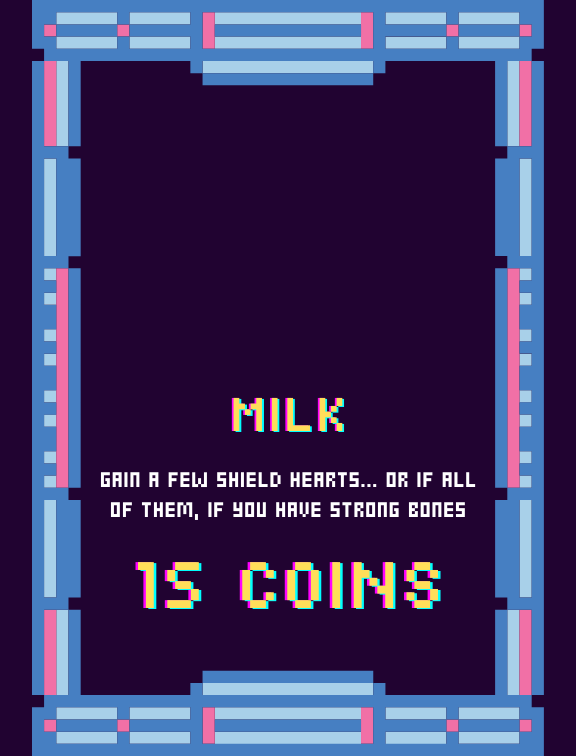 MILK
GAIN A FEW SHIELD HEARTS... OR IF ALL
OF THEM, IF YOU HAVE STRONG BONES
15 COINS